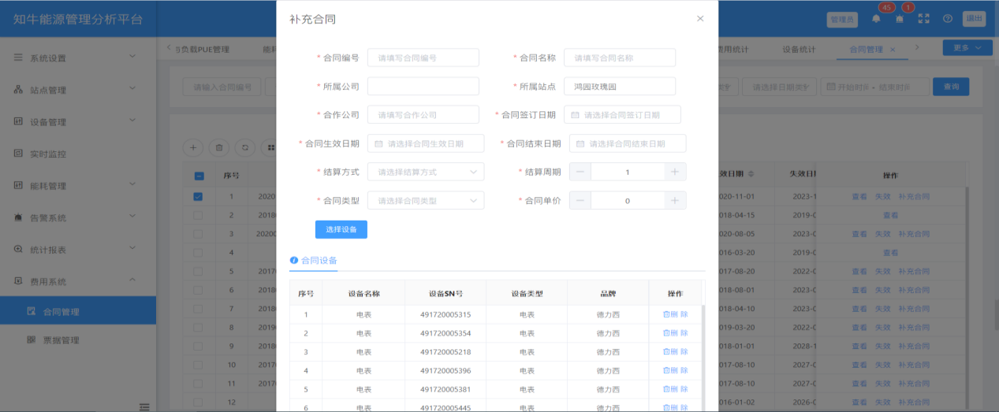 知牛能源管理分析平台
管理员
45
1
退出
负载PUE管理
能耗
费用统计
设备统计
合同管理 ×
更多
系统设置
站点管理
设备管理
实时监控
能耗管理
告警系统
统计报表
费用系统
合同管理
票据管理
请输入合同编号
请选择日期类型
开始时间 - 结束时间
查询
补充合同
* 合同编号 请填写合同编号
* 合同名称 请填写合同名称
* 所属公司
* 所属站点 鸿园玫瑰园
* 合作公司 请填写合作公司
* 合同签订日期 请选择合同签订日期
* 合同生效日期 请选择合同生效日期
* 合同结束日期 请选择合同结束日期
* 结算方式 请选择结算方式
* 结算周期 1
* 合同类型 请选择合同类型
* 合同单价 0
选择设备
合同设备
序号 设备名称 设备SN号 设备类型 品牌 操作
1 电表 491720005315 电表 德力西 删 除
2 电表 491720005354 电表 德力西 删 除
3 电表 491720005218 电表 德力西 删 除
4 电表 491720005396 电表 德力西 删 除
5 电表 491720005381 电表 德力西 删 除
6 电表 491720005445 电表 德力西 删 除
序号
1 2020
2 2018
3 2020
4
5 2017
6 2018
7 2018
8 2019
9 2018
10 2017
11 2017
12
效日期 失效日期 操作
020-11-01 2023-1 查看 失效 补充合同
018-04-15 2019-0 查看
020-08-05 2023-0 查看 失效 补充合同
016-03-20 2019-0 查看
017-08-20 2022-0 查看 失效 补充合同
018-08-01 2023-0 查看 失效 补充合同
018-04-10 2023-0 查看 失效 补充合同
019-03-20 2022-0 查看 失效 补充合同
018-01-01 2028-1 查看 失效 补充合同
017-08-10 2027-0 查看 失效 补充合同
017-08-10 2027-0 查看 失效 补充合同
016-01-02 2026-0 查看 失效 补充合同